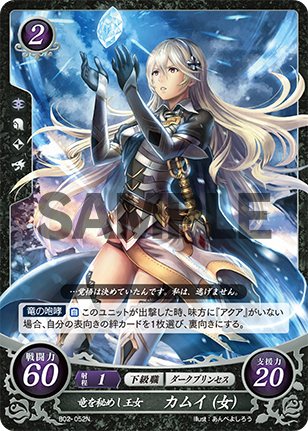 2
SAMPLE
…覚悟は決めていたんです。私は、逃げません。
竜の咆哮 自 このユニットが出撃した時、味方に『アクア』がいない
場合、自分の表向きの絆カードを1枚選び、裏向きにする。
戦闘力
60
射程 1
下級職 ダークプリンセス
支援力
20
竜を秘めし王女 カムイ(女)
B02-052N
Illust:あんべよしろう